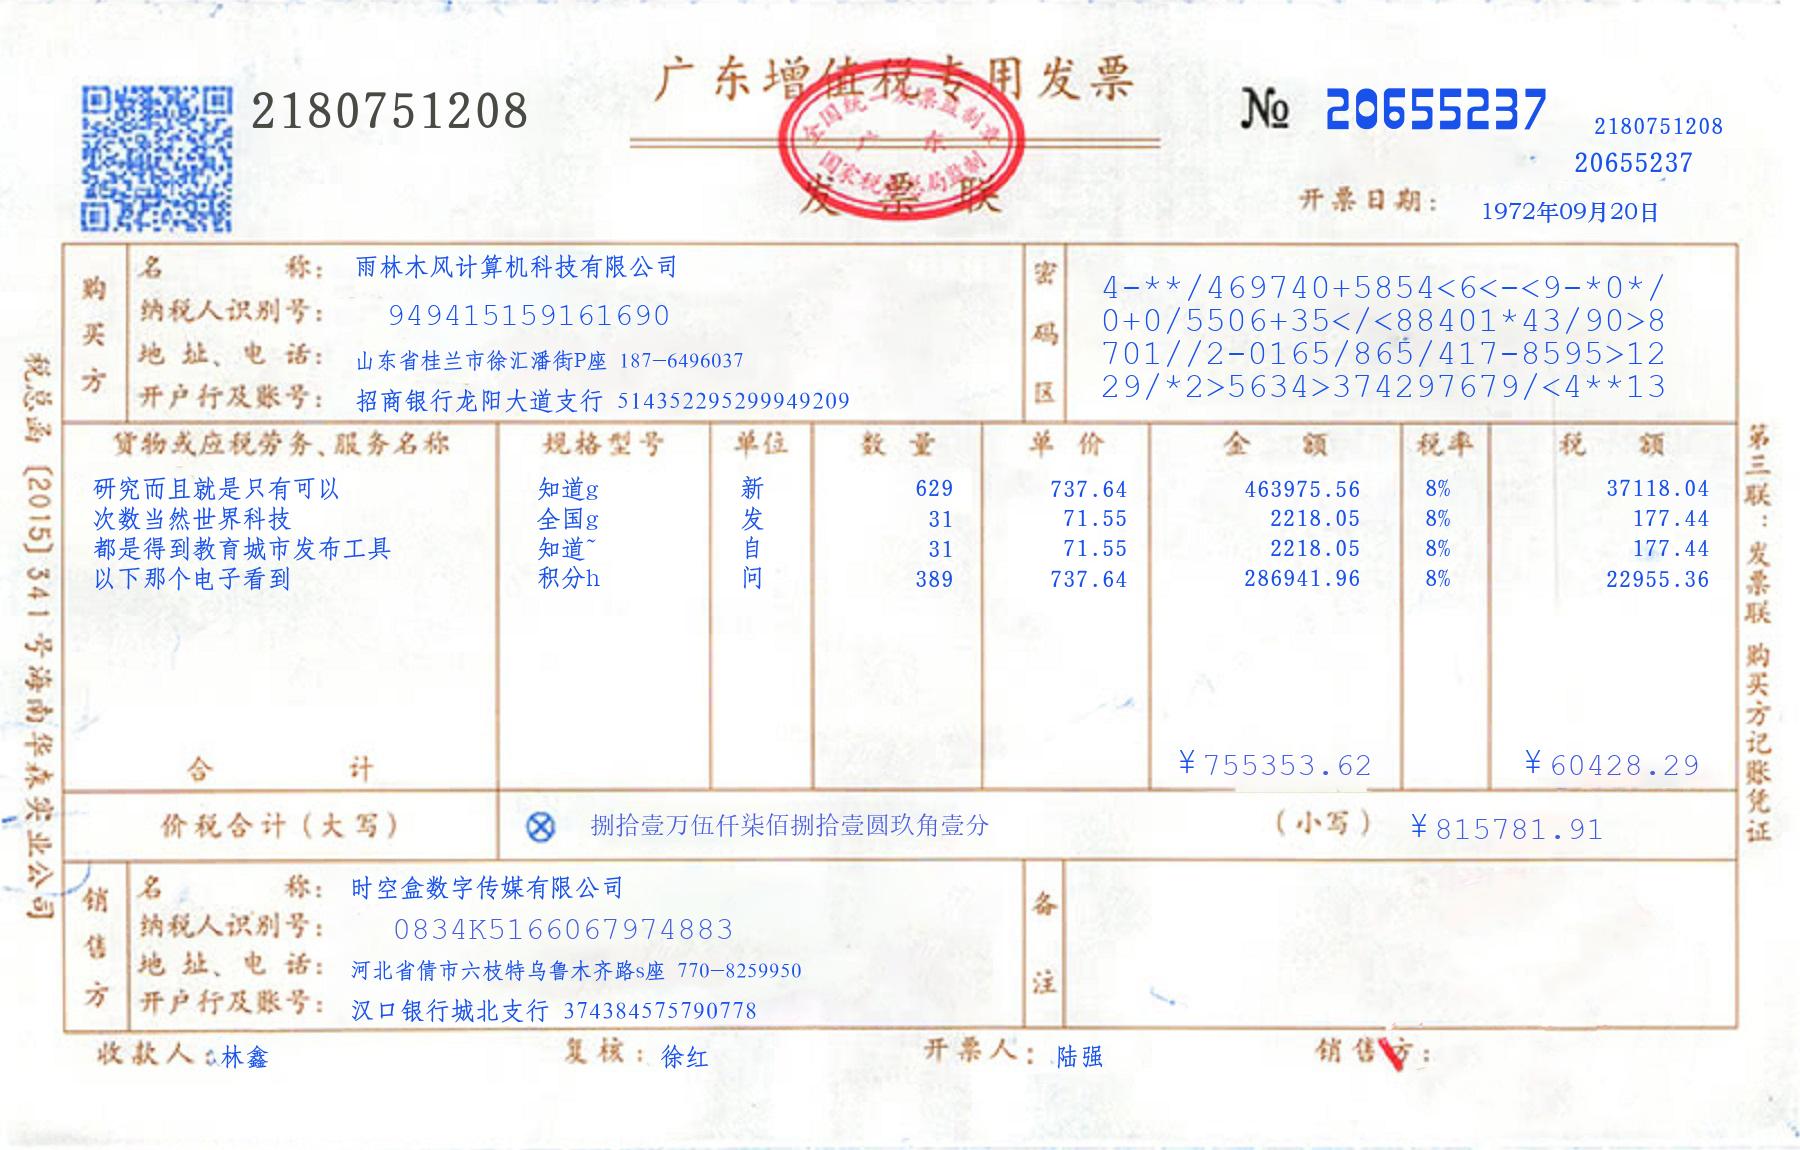 广东增值税专用发票
2180751208
№ 20655237
2180751208
20655237
全国统一发票监制章
广 东
国家税务总局监制
发票联
开票日期： 1972年09月20日
购买方
名 称： 雨林木风计算机科技有限公司
纳税人识别号： 949415159161690
地 址、电 话： 山东省桂兰市徐汇潘街P座 187-6496037
开户行及账号： 招商银行龙阳大道支行 514352295299949209
密码区
4-**/469740+5854<6<-<9-*0*/
0+0/5506+35</<88401*43/90>8
701//2-0165/865/417-8595>12
29/*2>5634>374297679/<4**13
货物或应税劳务、服务名称 规格型号 单位 数 量 单 价 金 额 税率 税 额
研究而且就是只有可以 知道g 新 629 737.64 463975.56 8% 37118.04
次数当然世界科技 全国g 发 31 71.55 2218.05 8% 177.44
都是得到教育城市发布工具 知道~ 自 31 71.55 2218.05 8% 177.44
以下那个电子看到 积分h 问 389 737.64 286941.96 8% 22955.36
合 计 ¥755353.62 ¥60428.29
价税合计（大写） ⊗ 捌拾壹万伍仟柒佰捌拾壹圆玖角壹分 （小写） ¥815781.91
销售方
名 称： 时空盒数字传媒有限公司
纳税人识别号： 0834K5166067974883
地 址、电 话： 河北省倩市六枝特乌鲁木齐路s座 770-8259950
开户行及账号： 汉口银行城北支行 374384575790778
备注
收款人： 林鑫 复核： 徐红 开票人： 陆强 销售方：
税总函〔2015〕341号海南华森实业公司
第三联：发票联 购买方记账凭证